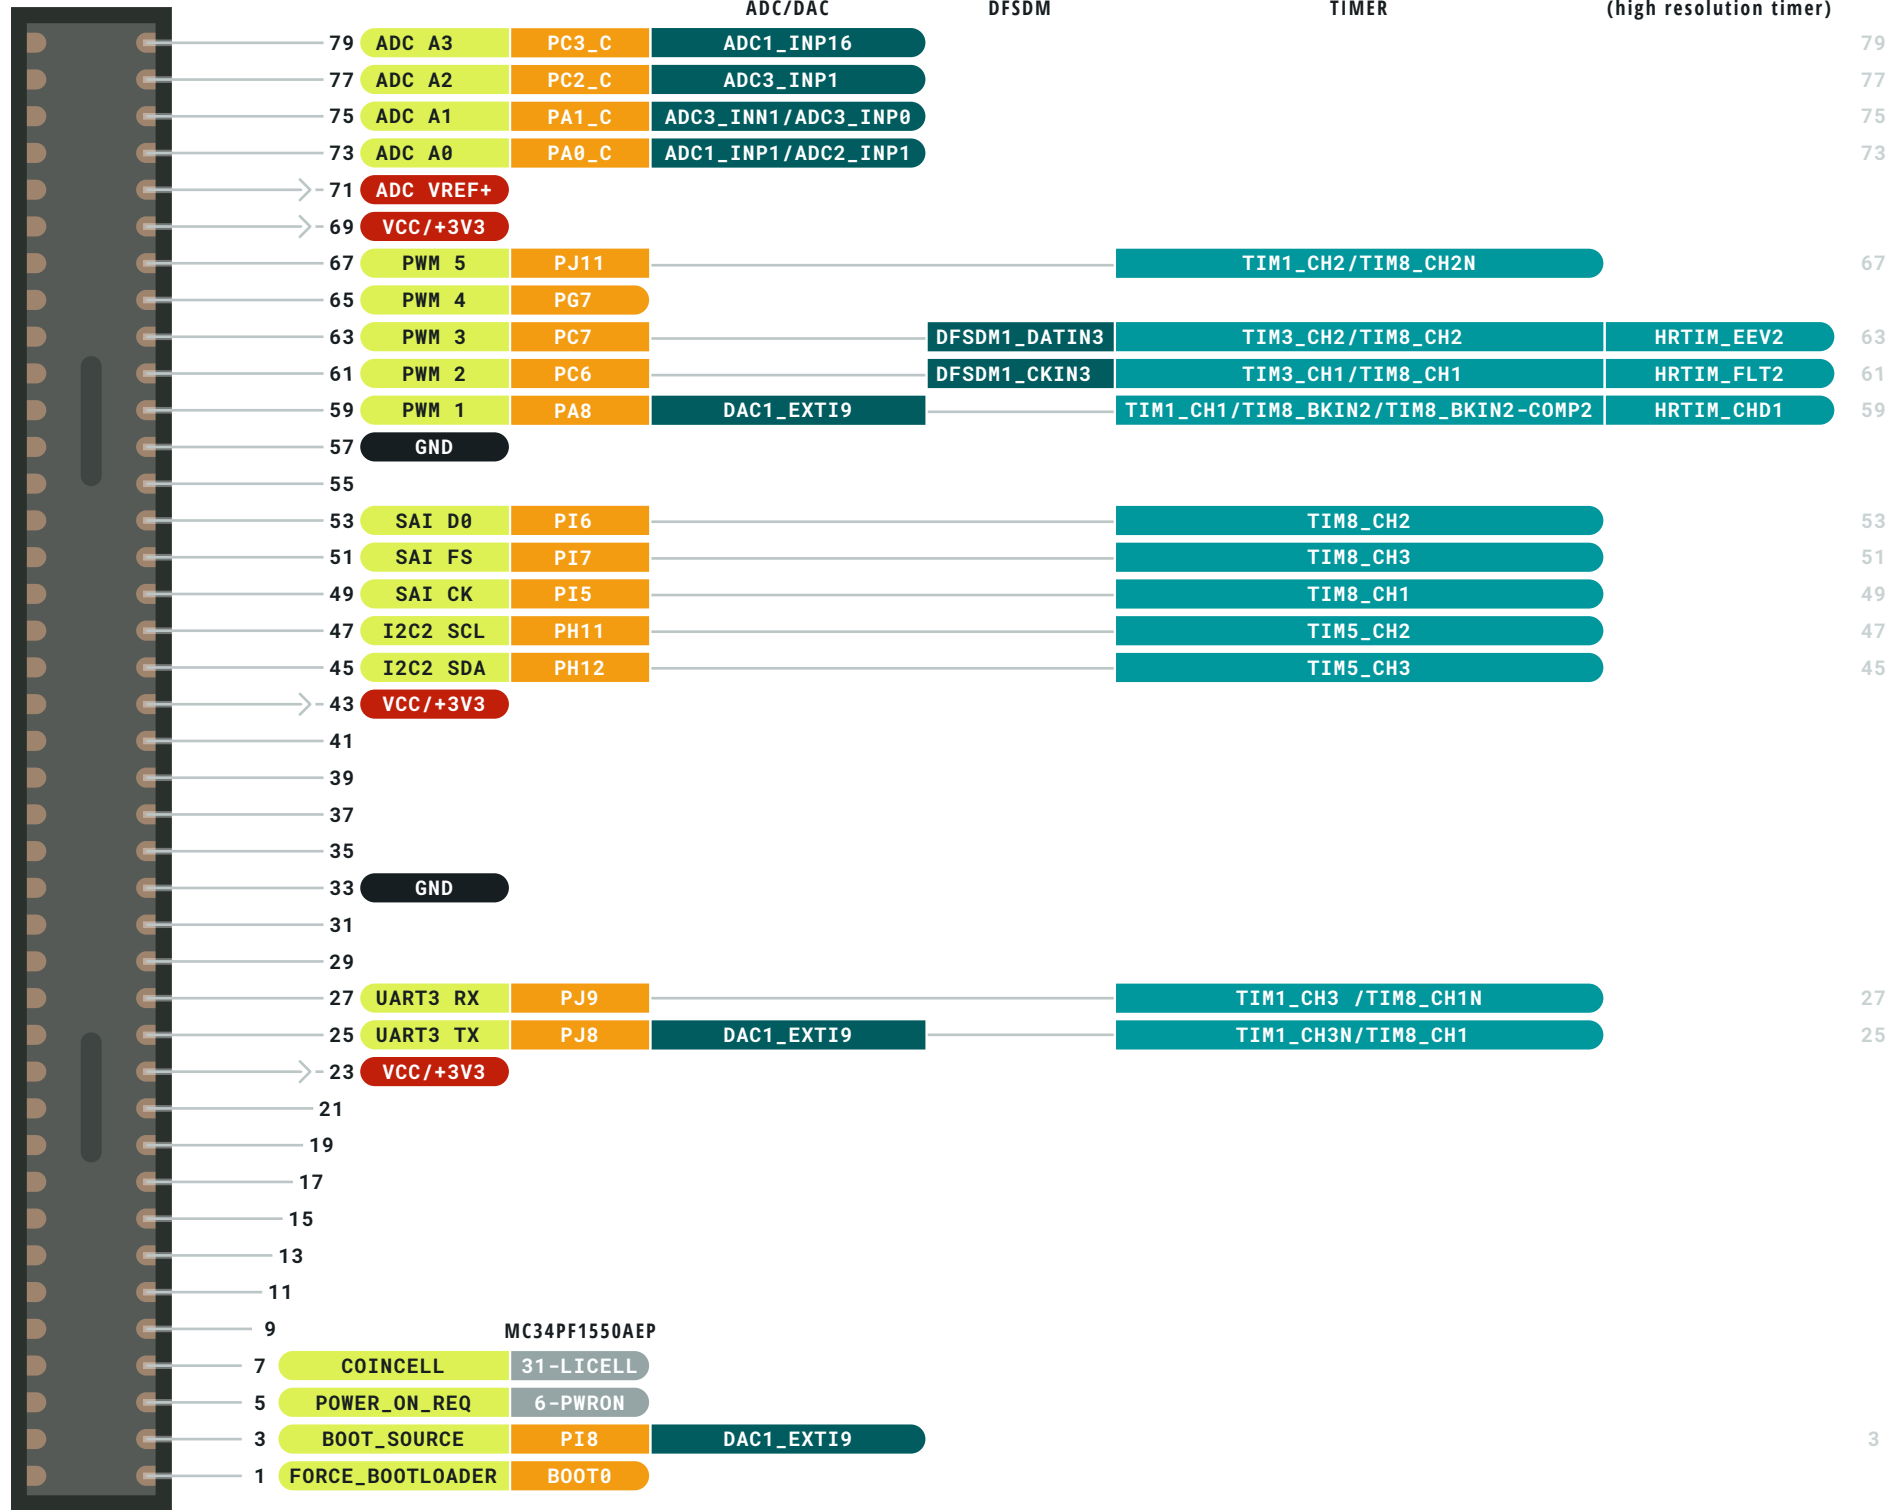 ADC/DAC DFSDM TIMER (high resolution timer)
79 ADC A3 PC3_C ADC1_INP16 79
77 ADC A2 PC2_C ADC3_INP1 77
75 ADC A1 PA1_C ADC3_INN1/ADC3_INP0 75
73 ADC A0 PA0_C ADC1_INP1/ADC2_INP1 73
71 ADC VREF+
69 VCC/+3V3
67 PWM 5 PJ11 TIM1_CH2/TIM8_CH2N 67
65 PWM 4 PG7
63 PWM 3 PC7 DFSDM1_DATIN3 TIM3_CH2/TIM8_CH2 HRTIM_EEV2 63
61 PWM 2 PC6 DFSDM1_CKIN3 TIM3_CH1/TIM8_CH1 HRTIM_FLT2 61
59 PWM 1 PA8 DAC1_EXTI9 TIM1_CH1/TIM8_BKIN2/TIM8_BKIN2-COMP2 HRTIM_CHD1 59
57 GND
55
53 SAI D0 PI6 TIM8_CH2 53
51 SAI FS PI7 TIM8_CH3 51
49 SAI CK PI5 TIM8_CH1 49
47 I2C2 SCL PH11 TIM5_CH2 47
45 I2C2 SDA PH12 TIM5_CH3 45
43 VCC/+3V3
41
39
37
35
33 GND
31
29
27 UART3 RX PJ9 TIM1_CH3 /TIM8_CH1N 27
25 UART3 TX PJ8 DAC1_EXTI9 TIM1_CH3N/TIM8_CH1 25
23 VCC/+3V3
21
19
17
15
13
11
9 MC34PF1550AEP
7 COINCELL 31-LICELL
5 POWER_ON_REQ 6-PWRON
3 BOOT_SOURCE PI8 DAC1_EXTI9 3
1 FORCE_BOOTLOADER BOOT0